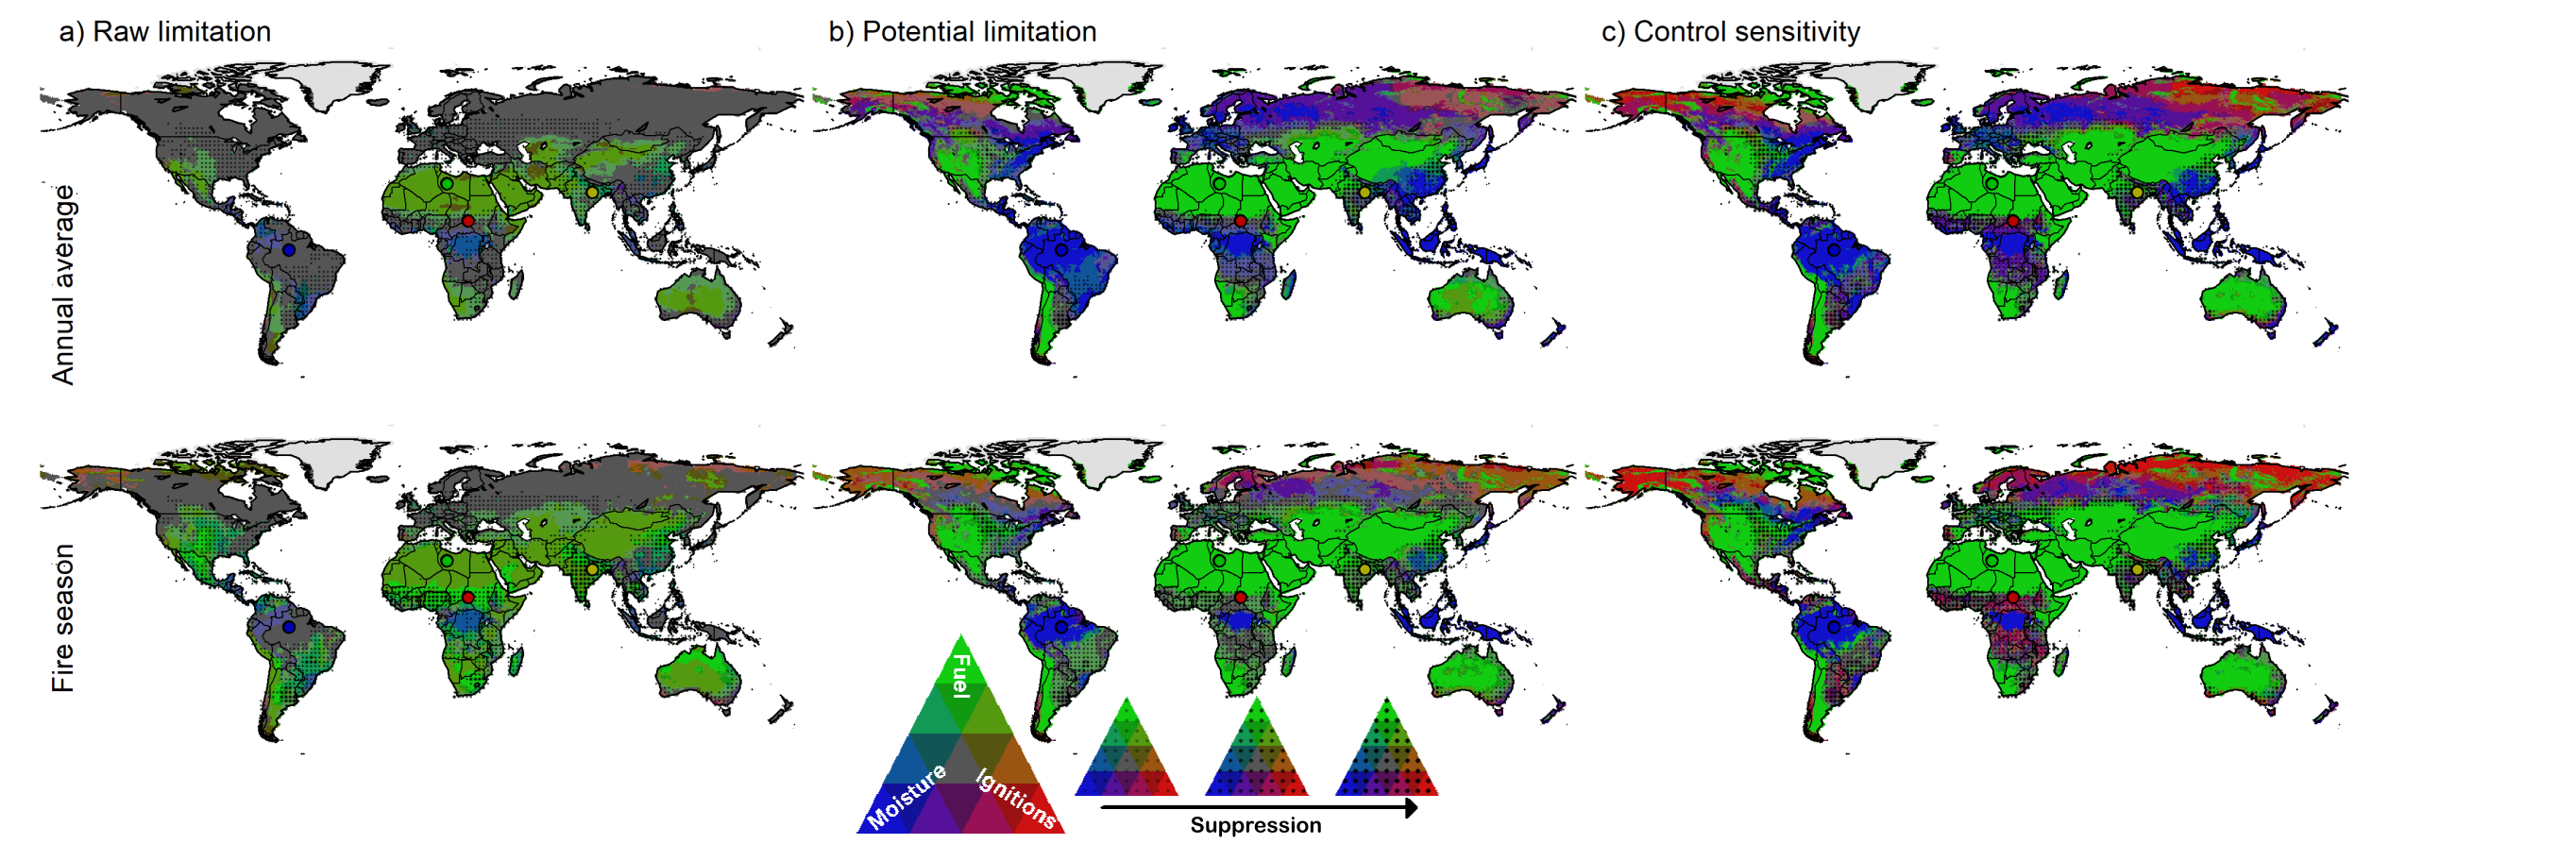 a) Raw limitation
b) Potential limitation
c) Control sensitivity
Annual average
Fire season
Fuel
Moisture
Ignitions
Suppression